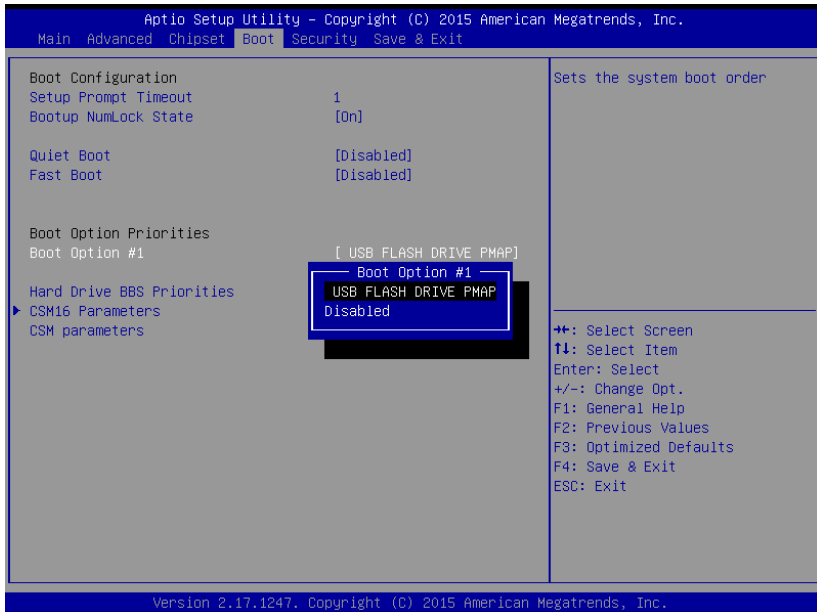 Aptio Setup Utility – Copyright (C) 2015 American Megatrends, Inc.
Main Advanced Chipset Boot Security Save & Exit
Boot Configuration
Setup Prompt Timeout 1
Bootup NumLock State [On]
Quiet Boot [Disabled]
Fast Boot [Disabled]
Boot Option Priorities
Boot Option #1 [ USB FLASH DRIVE PMAP]
Hard Drive BBS Priorities
CSM16 Parameters
CSM parameters
Boot Option #1
USB FLASH DRIVE PMAP
Disabled
Sets the system boot order
→←: Select Screen
↑↓: Select Item
Enter: Select
+/-: Change Opt.
F1: General Help
F2: Previous Values
F3: Optimized Defaults
F4: Save & Exit
ESC: Exit
Version 2.17.1247. Copyright (C) 2015 American Megatrends, Inc.